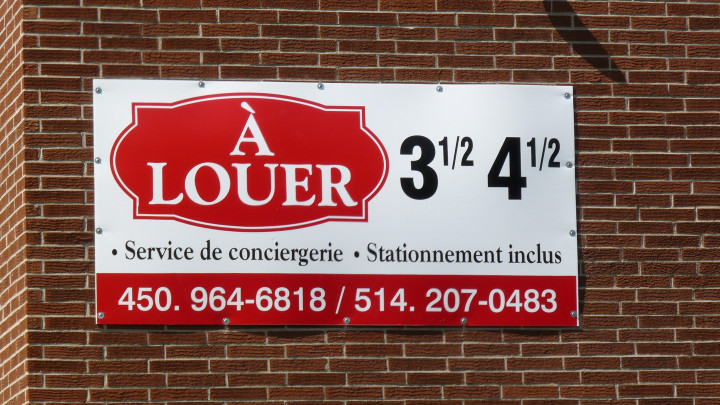 À
LOUER
3 1/2 4 1/2
• Service de conciergerie • Stationnement inclus
450. 964-6818 / 514. 207-0483